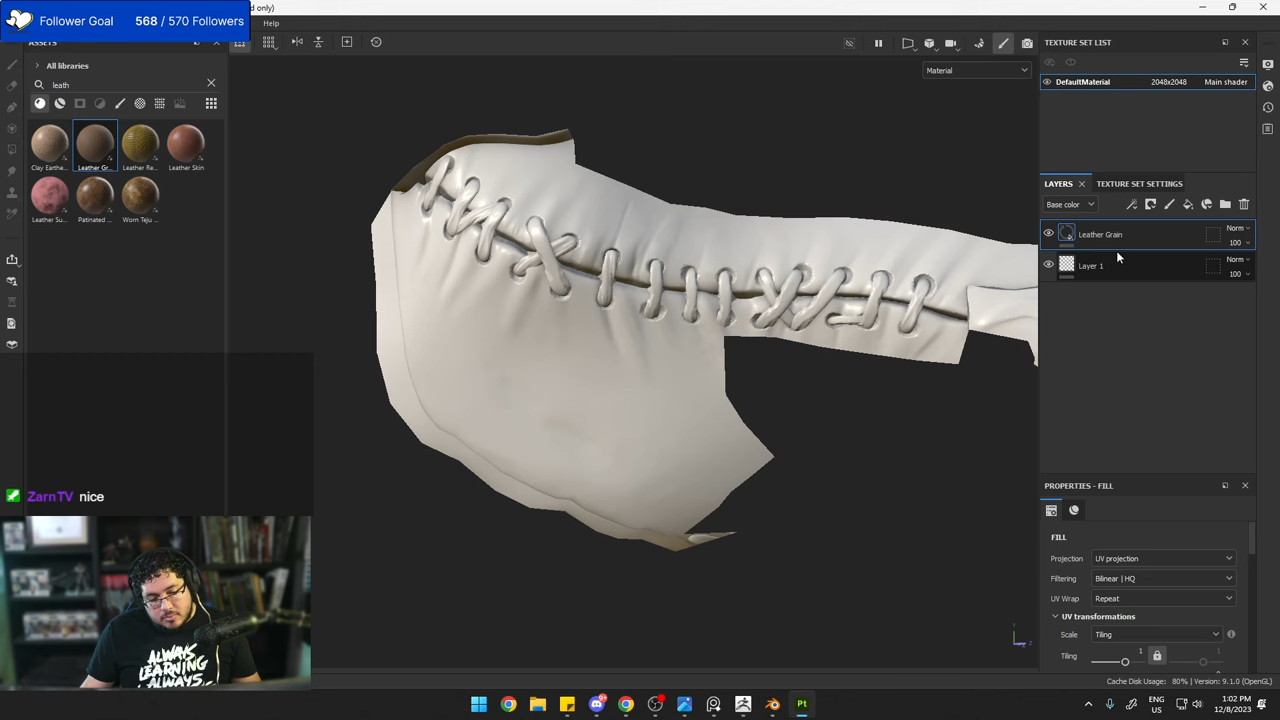 Follower Goal 568 / 570 Followers
d only)
Help
ASSETS
All libraries
leath
Clay Earthe...
Leather Gr...
Leather Re...
Leather Skin
Leather Su...
Patinated ...
Worn Teju ...
Material
TEXTURE SET LIST
DefaultMaterial 2048x2048 Main shader
LAYERS TEXTURE SET SETTINGS
Base color
Leather Grain Norm 100
Layer 1 Norm 100
PROPERTIES - FILL
FILL
Projection UV projection
Filtering Bilinear | HQ
UV Wrap Repeat
UV transformations
Scale Tiling
Tiling 1
ZarnTV nice
ALWAYS
LEARNING
ALWAYS
Cache Disk Usage: 80% | Version: 9.1.0 (OpenGL)
Pt
ENG
US
1:02 PM
12/8/2023